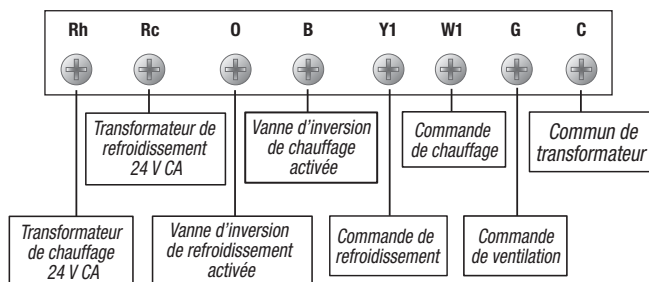 Rh Rc O B Y1 W1 G C
Transformateur de
refroidissement
24 V CA
Vanne d'inversion
de chauffage
activée
Commande
de chauffage
Commun de
transformateur
Transformateur
de chauffage
24 V CA
Vanne d'inversion
de refroidissement
activée
Commande de
refroidissement
Commande
de ventilation